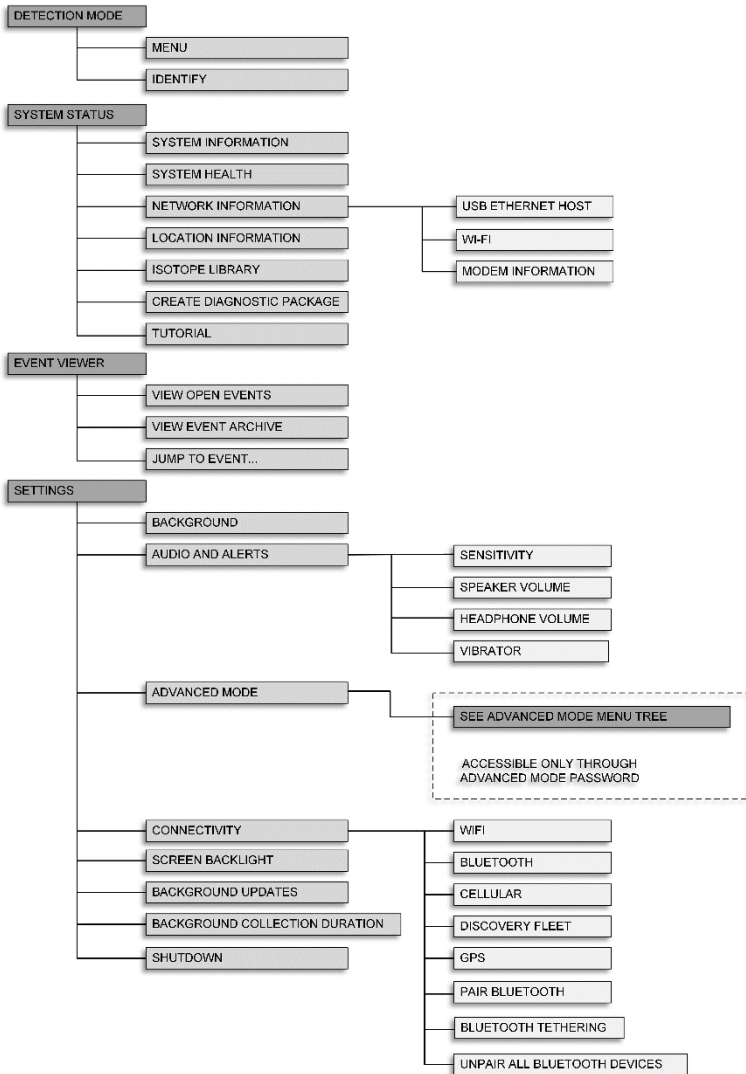 DETECTION MODE
MENU
IDENTIFY
SYSTEM STATUS
SYSTEM INFORMATION
SYSTEM HEALTH
NETWORK INFORMATION
USB ETHERNET HOST
WI-FI
MODEM INFORMATION
LOCATION INFORMATION
ISOTOPE LIBRARY
CREATE DIAGNOSTIC PACKAGE
TUTORIAL
EVENT VIEWER
VIEW OPEN EVENTS
VIEW EVENT ARCHIVE
JUMP TO EVENT...
SETTINGS
BACKGROUND
AUDIO AND ALERTS
SENSITIVITY
SPEAKER VOLUME
HEADPHONE VOLUME
VIBRATOR
ADVANCED MODE
SEE ADVANCED MODE MENU TREE
ACCESSIBLE ONLY THROUGH
ADVANCED MODE PASSWORD
CONNECTIVITY
WIFI
BLUETOOTH
CELLULAR
DISCOVERY FLEET
GPS
PAIR BLUETOOTH
BLUETOOTH TETHERING
UNPAIR ALL BLUETOOTH DEVICES
SCREEN BACKLIGHT
BACKGROUND UPDATES
BACKGROUND COLLECTION DURATION
SHUTDOWN